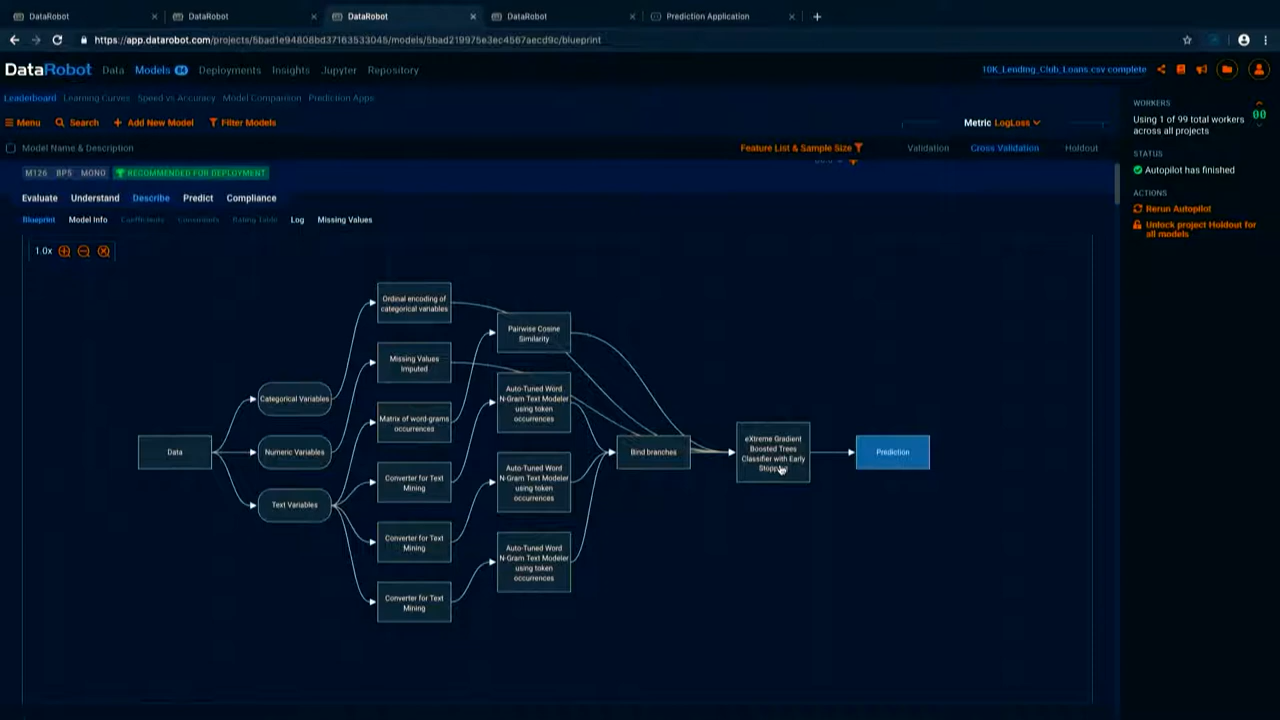 DataRobot
DataRobot
DataRobot
DataRobot
Prediction Application
https://app.datarobot.com/projects/5bad1e94808bd37163533045/models/5bad219975e3ec4567aecd9c/blueprint
DataRobot Data Models 84 Deployments Insights Jupyter Repository
10K_Lending_Club_Loans.csv complete
Leaderboard Learning Curves Speed vs Accuracy Model Comparison Prediction Apps
Menu Search Add New Model Filter Models
Metric LogLoss
Model Name & Description
Feature List & Sample Size
Validation Cross Validation Holdout
M126 BP5 MONO RECOMMENDED FOR DEPLOYMENT
Evaluate Understand Describe Predict Compliance
Blueprint Model Info Coefficients Constraints Rating Table Log Missing Values
1.0x
Data
Categorical Variables
Numeric Variables
Text Variables
Ordinal encoding of
categorical variables
Missing Values
Imputed
Matrix of word-grams
occurrences
Converter for Text
Mining
Converter for Text
Mining
Converter for Text
Mining
Pairwise Cosine
Similarity
Auto-Tuned Word
N-Gram Text Modeler
using token
occurrences
Auto-Tuned Word
N-Gram Text Modeler
using token
occurrences
Auto-Tuned Word
N-Gram Text Modeler
using token
occurrences
Bind branches
eXtreme Gradient
Boosted Trees
Classifier with Early
Prediction
WORKERS
Using 1 of 99 total workers
across all projects
STATUS
Autopilot has finished
ACTIONS
Rerun Autopilot
Unlock project Holdout for
all models